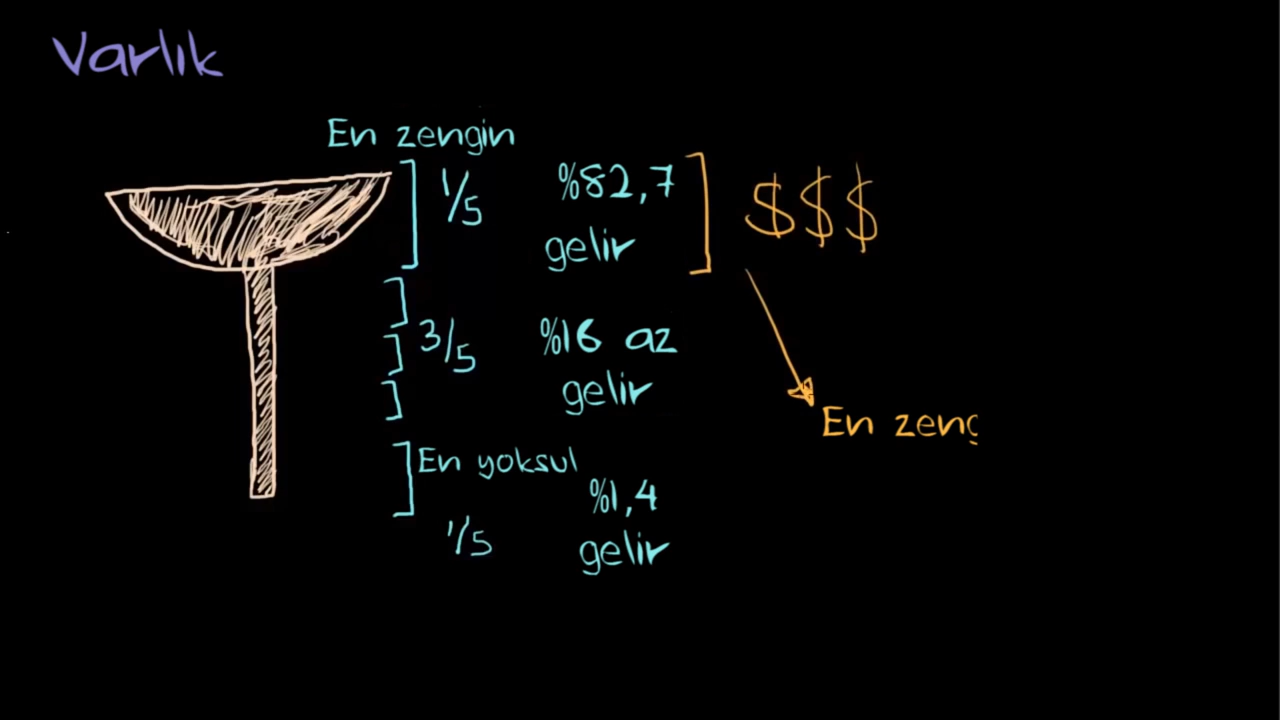 Varlık
En zengin
1/5 %82,7
gelir
$$$
3/5 %16 az
gelir
En zeng
En yoksul
%1,4
1/5
gelir